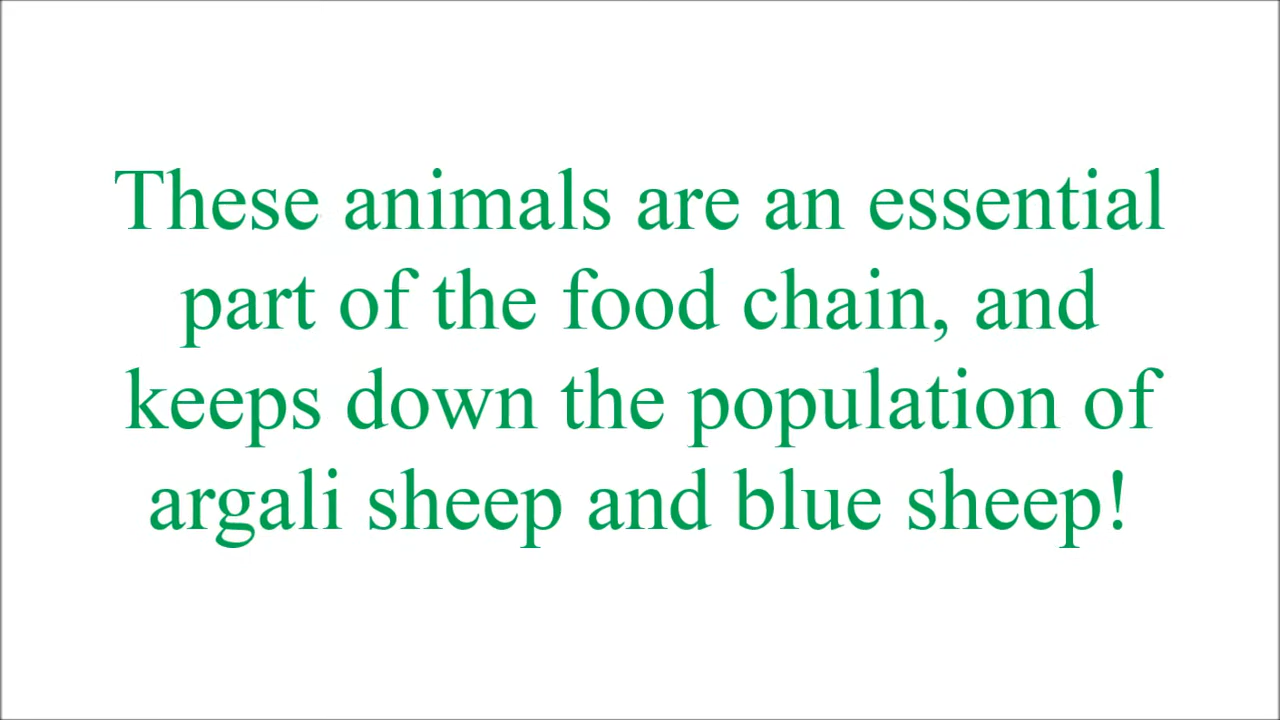 These animals are an essential
part of the food chain, and
keeps down the population of
argali sheep and blue sheep!